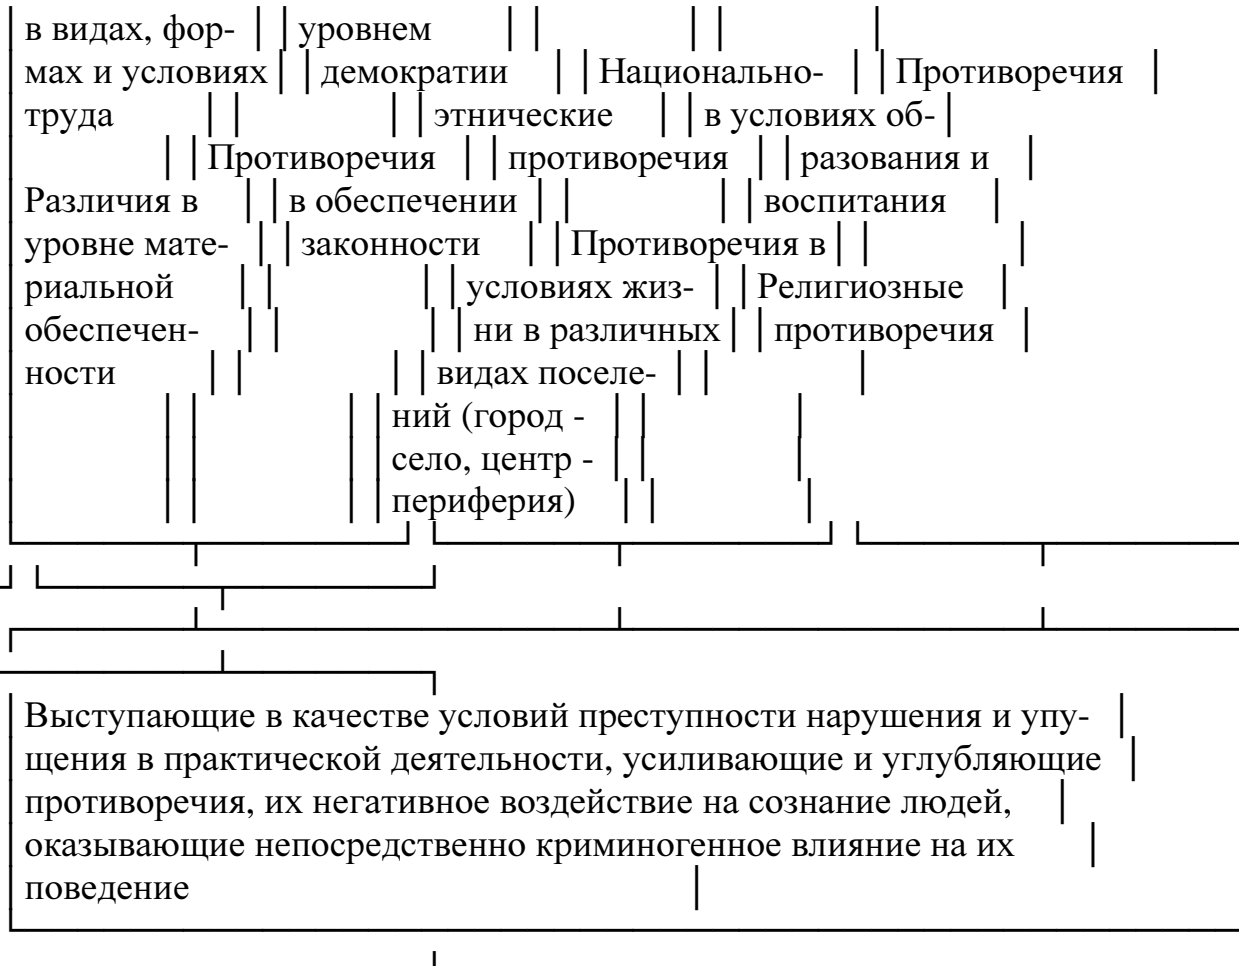 в видах, фор- уровнем
мах и условиях демократии Национально- Противоречия
труда этнические в условиях об-
Противоречия противоречия разования и
Различия в в обеспечении воспитания
уровне мате- законности Противоречия в
риальной условиях жиз- Религиозные
обеспечен- ни в различных противоречия
ности видах поселе-
ний (город -
село, центр -
периферия)
Выступающие в качестве условий преступности нарушения и упу-
щения в практической деятельности, усиливающие и углубляющие
противоречия, их негативное воздействие на сознание людей,
оказывающие непосредственно криминогенное влияние на их
поведение